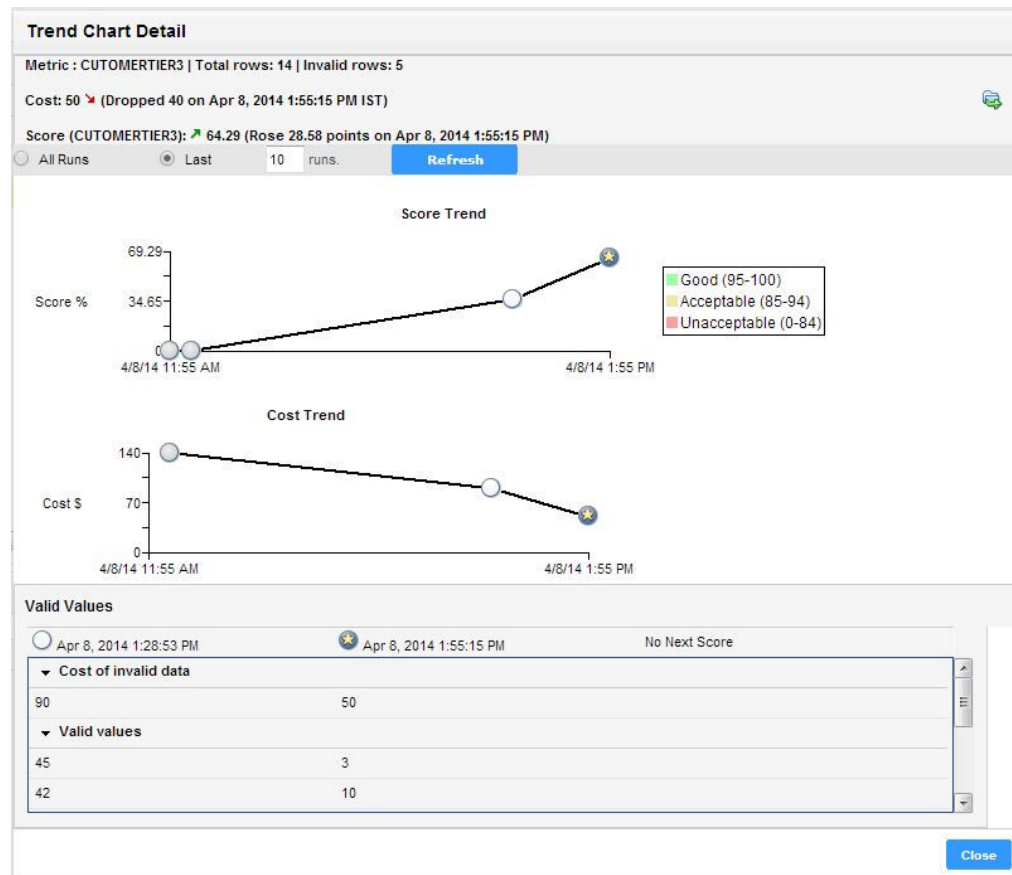 Trend Chart Detail
Metric : CUTOMERTIER3 | Total rows: 14 | Invalid rows: 5
Cost: 50 (Dropped 40 on Apr 8, 2014 1:55:15 PM IST)
Score (CUTOMERTIER3): 64.29 (Rose 28.58 points on Apr 8, 2014 1:55:15 PM)
All Runs Last 10 runs. Refresh
Score Trend
69.29
Score % 34.65
0
4/8/14 11:55 AM 4/8/14 1:55 PM
Good (95-100)
Acceptable (85-94)
Unacceptable (0-84)
Cost Trend
140
Cost $ 70
0
4/8/14 11:55 AM 4/8/14 1:55 PM
Valid Values
Apr 8, 2014 1:28:53 PM Apr 8, 2014 1:55:15 PM No Next Score
Cost of invalid data
90 50
Valid values
45 3
42 10
Close